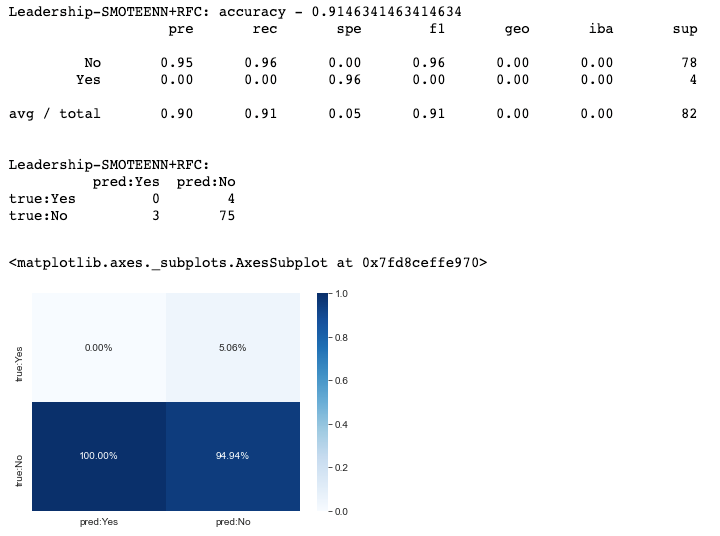 Leadership-SMOTEENN+RFC: accuracy - 0.9146341463414634
pre rec spe f1 geo iba sup
No 0.95 0.96 0.00 0.96 0.00 0.00 78
Yes 0.00 0.00 0.96 0.00 0.00 0.00 4
avg / total 0.90 0.91 0.05 0.91 0.00 0.00 82
Leadership-SMOTEENN+RFC:
pred:Yes pred:No
true:Yes 0 4
true:No 3 75
<matplotlib.axes._subplots.AxesSubplot at 0x7fd8ceffe970>
1.0
0.8
0.6
0.4
0.2
0.0
true:Yes
0.00% 5.06%
true:No
100.00% 94.94%
pred:Yes pred:No